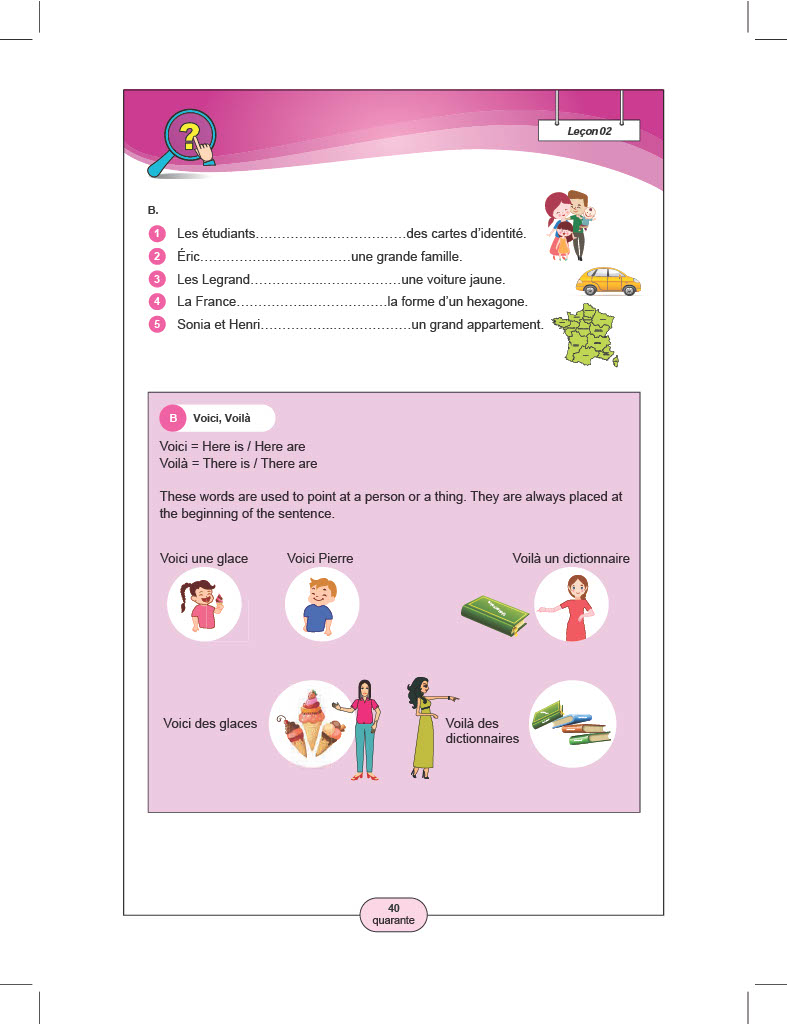 ?
Leçon 02
B.
1 Les étudiants....................................des cartes d'identité.
2 Éric....................................une grande famille.
3 Les Legrand....................................une voiture jaune.
4 La France....................................la forme d'un hexagone.
5 Sonia et Henri....................................un grand appartement.
B Voici, Voilà
Voici = Here is / Here are
Voilà = There is / There are
These words are used to point at a person or a thing. They are always placed at
the beginning of the sentence.
Voici une glace
Voici Pierre
Voilà un dictionnaire
Voici des glaces
Voilà des
dictionnaires
40
quarante